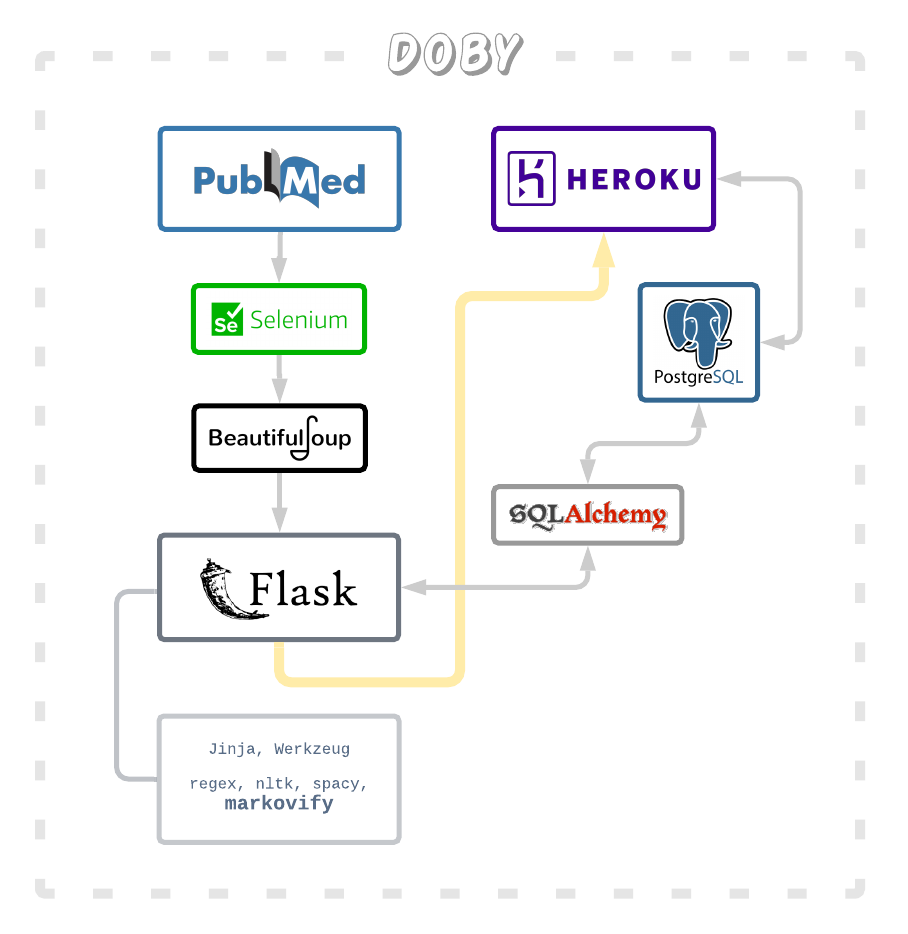 DOBY
PubMed
HEROKU
Se Selenium
PostgreSQL
BeautifulSoup
SQLAlchemy
Flask
Jinja, Werkzeug
regex, nltk, spacy,
markovify